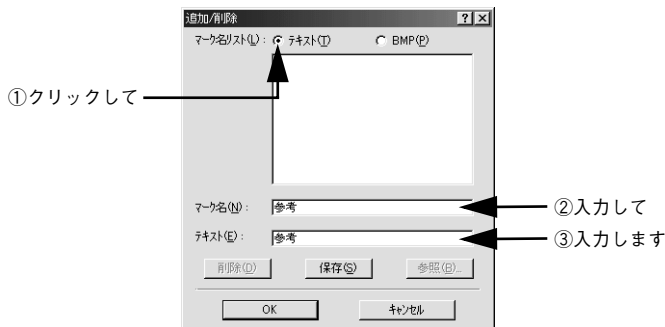 追加/削除
マーク名リスト(L): テキスト(T) BMP(P)
①クリックして
マーク名(N): 参考
②入力して
テキスト(E): 参考
③入力します
削除(D) 保存(S) 参照(B)...
OK キャンセル